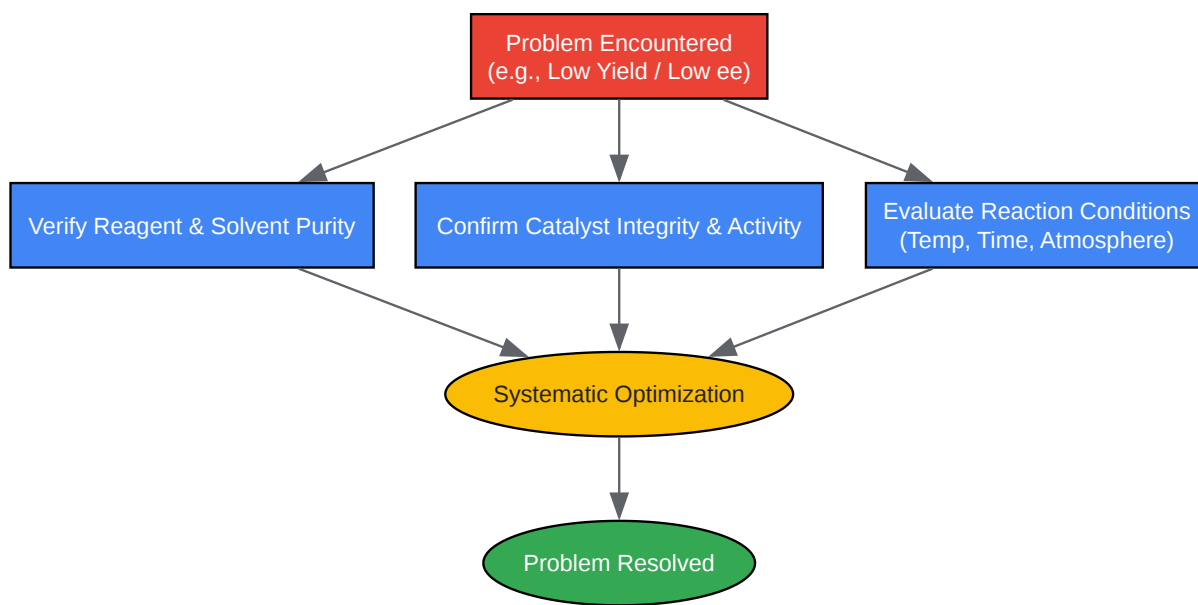 Problem Encountered
(e.g., Low Yield / Low ee)
Verify Reagent & Solvent Purity
Confirm Catalyst Integrity & Activity
Evaluate Reaction Conditions
(Temp, Time, Atmosphere)
Systematic Optimization
Problem Resolved